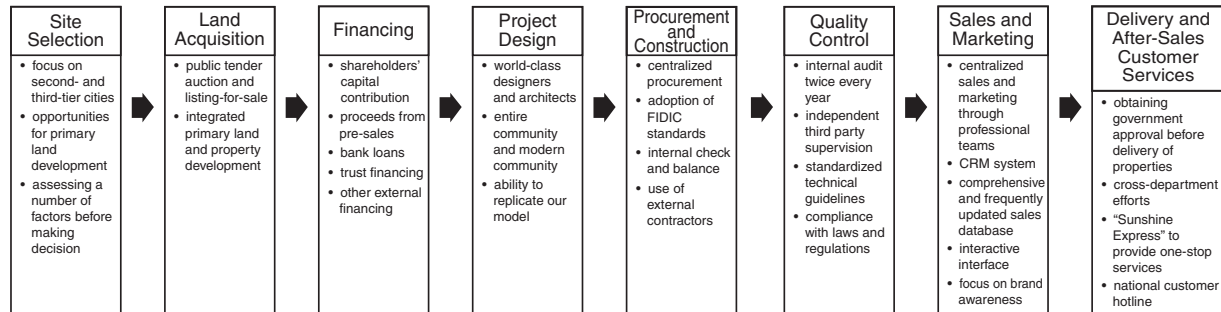 Site
Selection
• focus on
second- and
third-tier cities
• opportunities
for primary
land
development
• assessing a
number of
factors before
making
decision
Land
Acquisition
• public tender
auction and
listing-for-sale
• integrated
primary land
and property
development
Financing
• shareholders’
capital
contribution
• proceeds from
pre-sales
• bank loans
• trust financing
• other external
financing
Project
Design
• world-class
designers
and architects
• entire
community
and modern
community
• ability to
replicate our
model
Procurement
and
Construction
• centralized
procurement
• adoption of
FIDIC
standards
• internal check
and balance
• use of
external
contractors
Quality
Control
• internal audit
twice every
year
• independent
third party
supervision
• standardized
technical
guidelines
• compliance
with laws and
regulations
Sales and
Marketing
• centralized
sales and
marketing
through
professional
teams
• CRM system
• comprehensive
and frequently
updated sales
database
• interactive
interface
• focus on brand
awareness
Delivery and
After-Sales
Customer
Services
• obtaining
government
approval before
delivery of
properties
• cross-department
efforts
• “Sunshine
Express” to
provide one-stop
services
• national customer
hotline